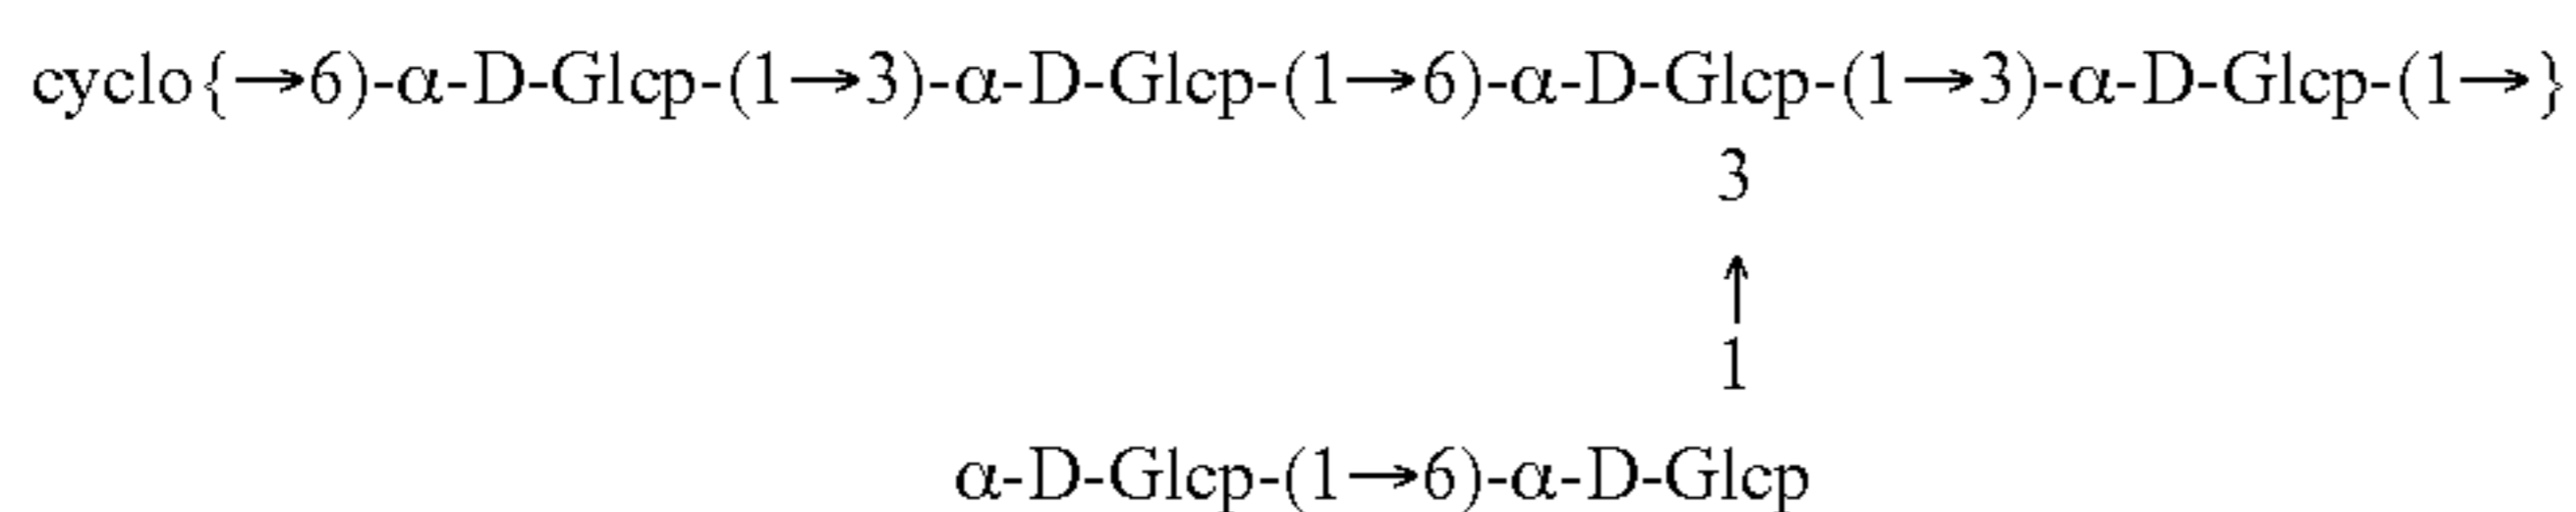 cyclo{→6)-α-D-Glcp-(1→3)-α-D-Glcp-(1→6)-α-D-Glcp-(1→3)-α-D-Glcp-(1→}
3
↑
1
α-D-Glcp-(1→6)-α-D-Glcp